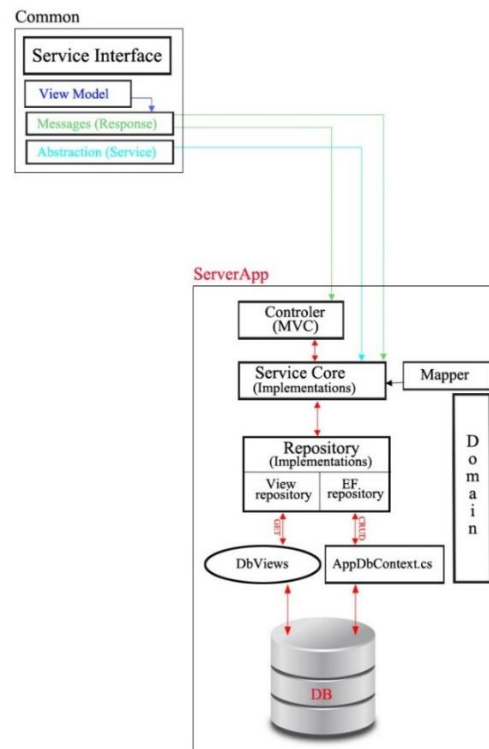 Common
Service Interface
View Model
Messages (Response)
Abstraction (Service)
ServerApp
Controler
(MVC)
Service Core
(Implementations)
Mapper
Repository
(Implementations)
View
repository
EF.
repository
Domain
GET
CRUD
DbViews
AppDbContext.cs
DB